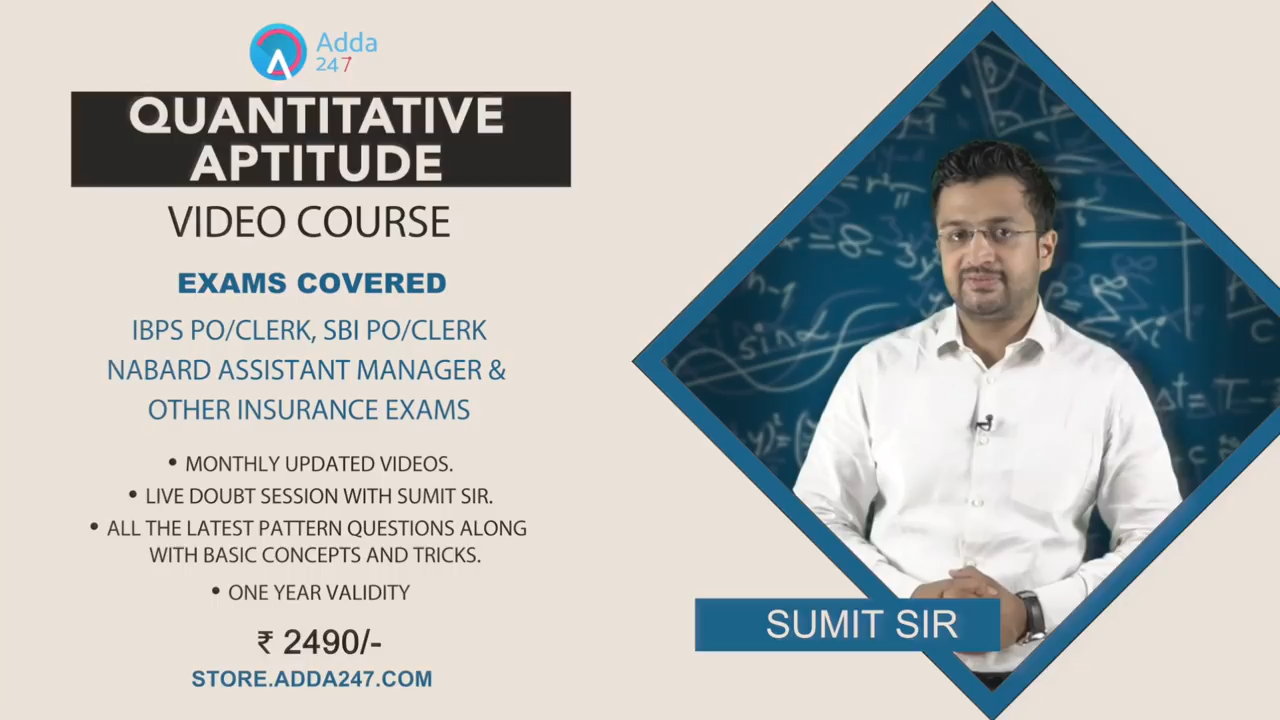 Adda
247
QUANTITATIVE
APTITUDE
VIDEO COURSE
EXAMS COVERED
IBPS PO/CLERK, SBI PO/CLERK
NABARD ASSISTANT MANAGER &
OTHER INSURANCE EXAMS
• MONTHLY UPDATED VIDEOS.
• LIVE DOUBT SESSION WITH SUMIT SIR.
• ALL THE LATEST PATTERN QUESTIONS ALONG
WITH BASIC CONCEPTS AND TRICKS.
• ONE YEAR VALIDITY
₹ 2490/-
STORE.ADDA247.COM
sinα
SUMIT SIR